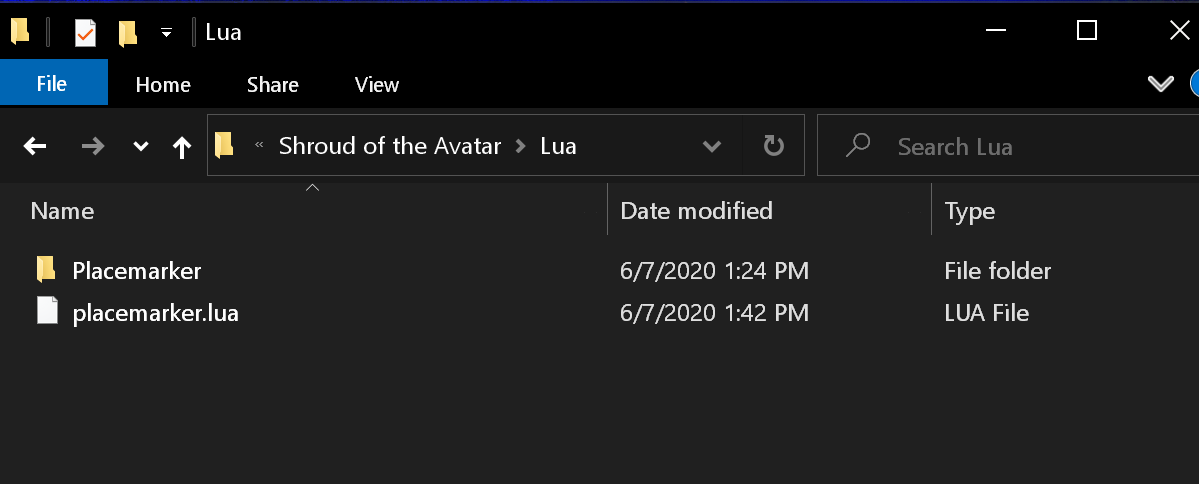 Lua
File Home Share View
« Shroud of the Avatar > Lua Search Lua
Name Date modified Type
Placemarker 6/7/2020 1:24 PM File folder
placemarker.lua 6/7/2020 1:42 PM LUA File